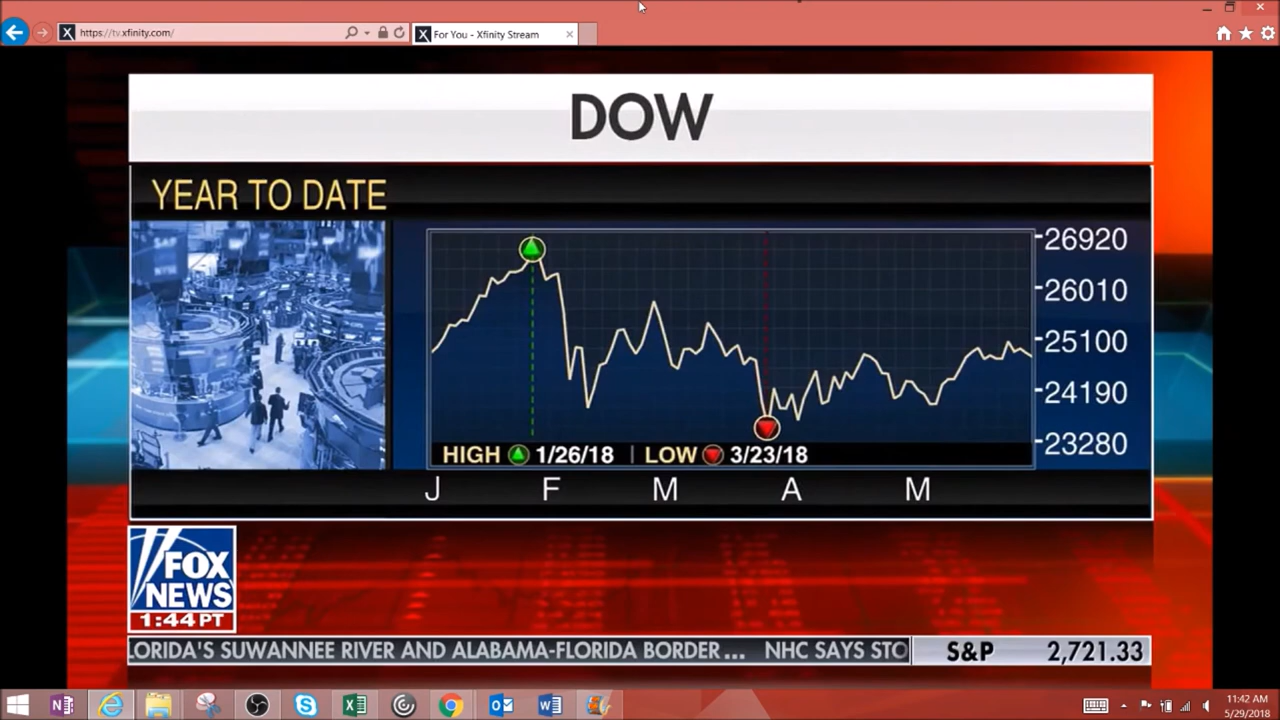 https://tv.xfinity.com/
For You - Xfinity Stream
DOW
YEAR TO DATE
26920
26010
25100
24190
23280
HIGH 1/26/18 | LOW 3/23/18
J F M A M
FOX
NEWS
1:44 PT
LORIDA'S SUWANNEE RIVER AND ALABAMA-FLORIDA BORDER... NHC SAYS STO
S&P 2,721.33
11:42 AM
5/29/2018